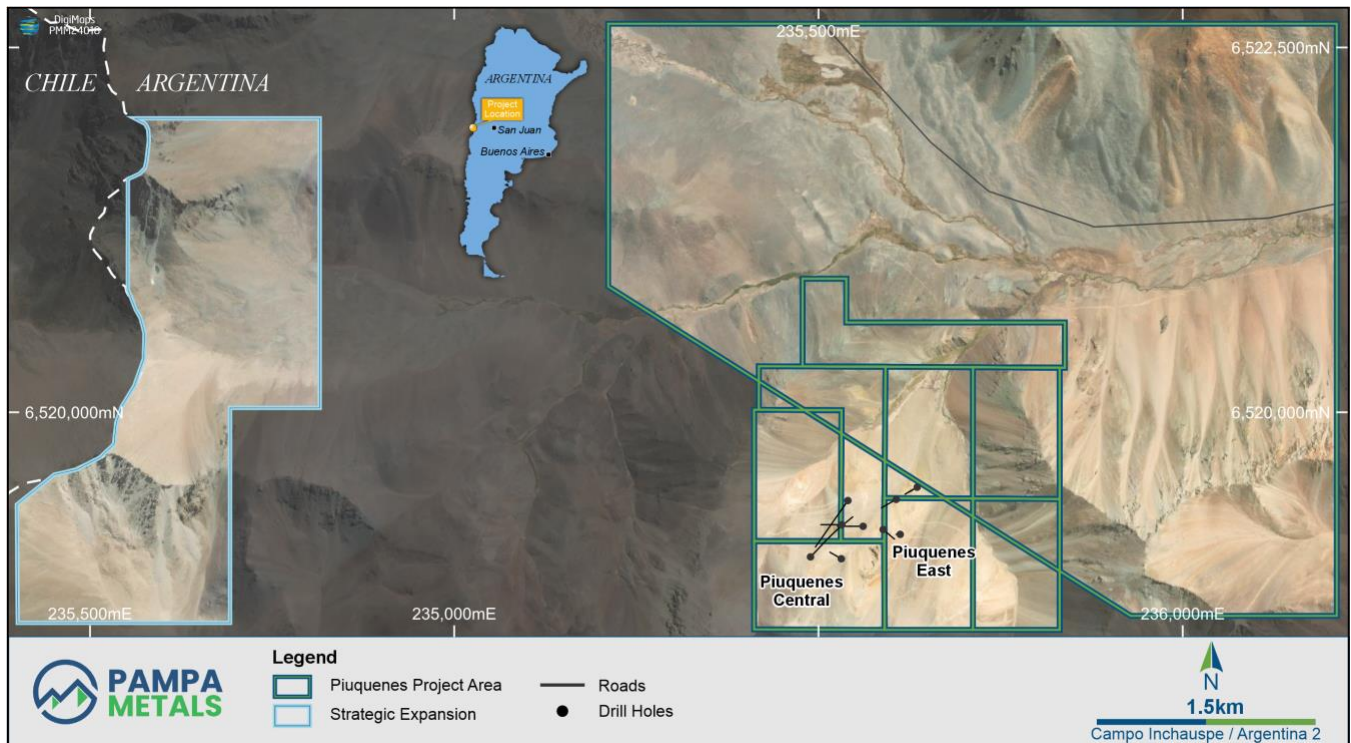 DigiMaps
PMM24018
CHILE
ARGENTINA
ARGENTINA
Project
Location
San Juan
Buenos Aires
235,500mE
6,522,500mN
6,520,000mN
6,520,000mN
Piuquenes
Central
Piuquenes
East
235,500mE
235,000mE
236,000mE
PAMPA
METALS
Legend
Piuquenes Project Area
Strategic Expansion
Roads
Drill Holes
N
1.5km
Campo Inchauspe / Argentina 2